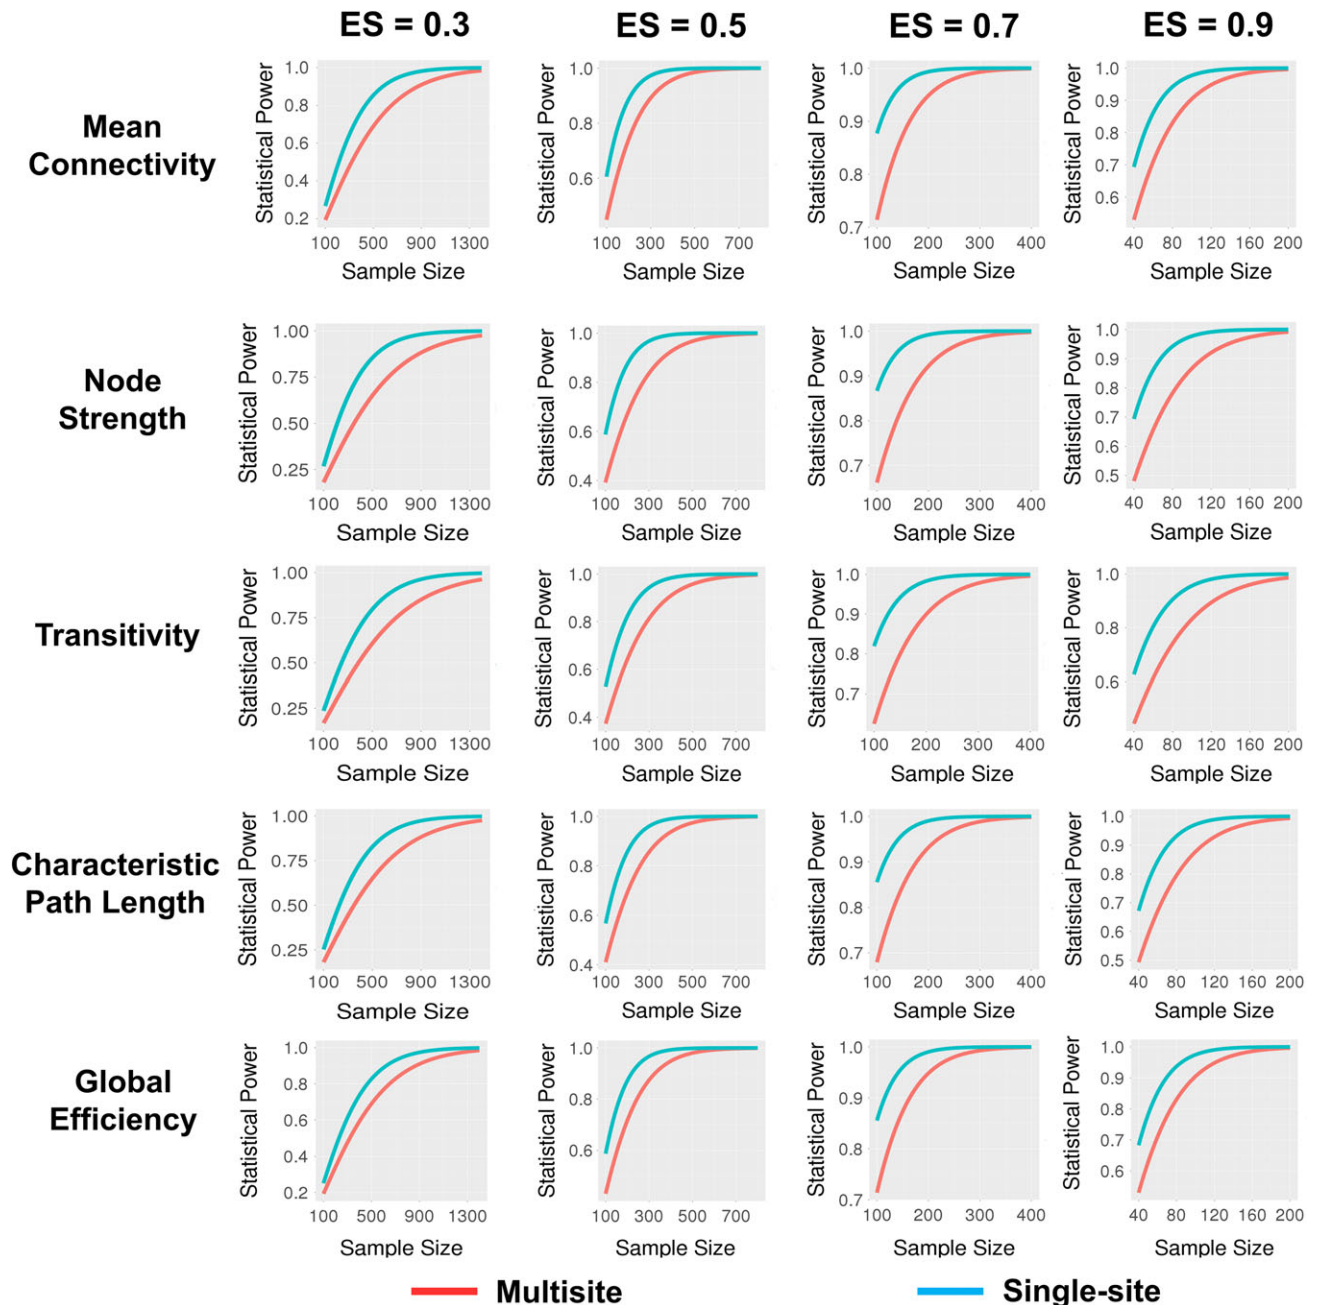 ES = 0.3 ES = 0.5 ES = 0.7 ES = 0.9
Mean
Connectivity
Statistical Power
1.0
0.8
0.6
0.4
0.2
100 500 900 1300
Sample Size
Statistical Power
1.0
0.8
0.6
100 300 500 700
Sample Size
Statistical Power
1.0
0.9
0.8
0.7
100 200 300 400
Sample Size
Statistical Power
1.0
0.9
0.8
0.7
0.6
40 80 120 160 200
Sample Size
Node
Strength
Statistical Power
1.00
0.75
0.50
0.25
100 500 900 1300
Sample Size
Statistical Power
1.0
0.8
0.6
0.4
100 300 500 700
Sample Size
Statistical Power
1.0
0.9
0.8
0.7
100 200 300 400
Sample Size
Statistical Power
1.0
0.9
0.8
0.7
0.6
0.5
40 80 120 160 200
Sample Size
Transitivity
Statistical Power
1.00
0.75
0.50
0.25
100 500 900 1300
Sample Size
Statistical Power
1.0
0.8
0.6
0.4
100 300 500 700
Sample Size
Statistical Power
1.0
0.9
0.8
0.7
100 200 300 400
Sample Size
Statistical Power
1.0
0.8
0.6
40 80 120 160 200
Sample Size
Characteristic
Path Length
Statistical Power
1.00
0.75
0.50
0.25
100 500 900 1300
Sample Size
Statistical Power
1.0
0.8
0.6
0.4
100 300 500 700
Sample Size
Statistical Power
1.0
0.9
0.8
0.7
100 200 300 400
Sample Size
Statistical Power
1.0
0.9
0.8
0.7
0.6
0.5
40 80 120 160 200
Sample Size
Global
Efficiency
Statistical Power
1.0
0.8
0.6
0.4
0.2
100 500 900 1300
Sample Size
Statistical Power
1.0
0.8
0.6
100 300 500 700
Sample Size
Statistical Power
1.0
0.9
0.8
0.7
100 200 300 400
Sample Size
Statistical Power
1.0
0.9
0.8
0.7
0.6
40 80 120 160 200
Sample Size
Multisite Single-site